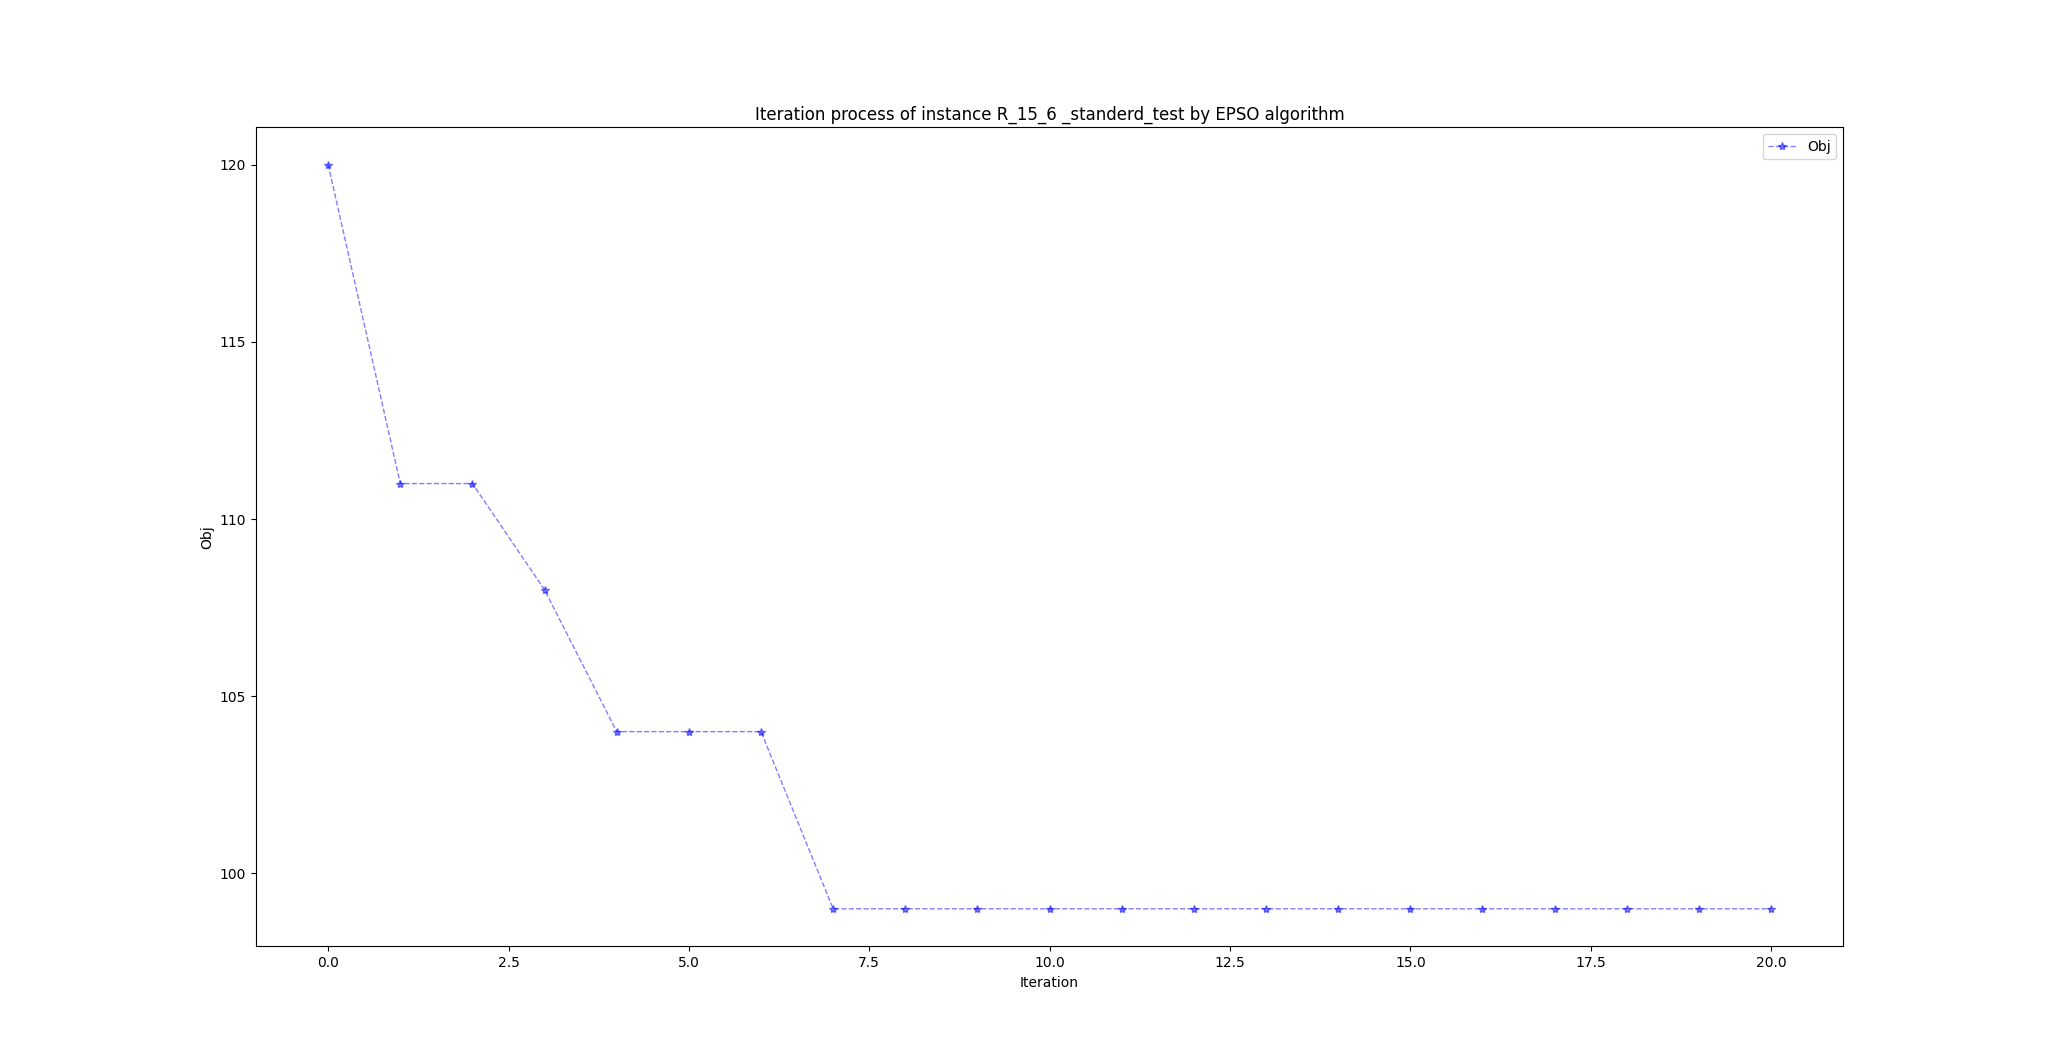 Iteration process of instance R_15_6 _standerd_test by EPSO algorithm
Obj
120
115
110
105
100
Obj
0.0 2.5 5.0 7.5 10.0 12.5 15.0 17.5 20.0
Iteration